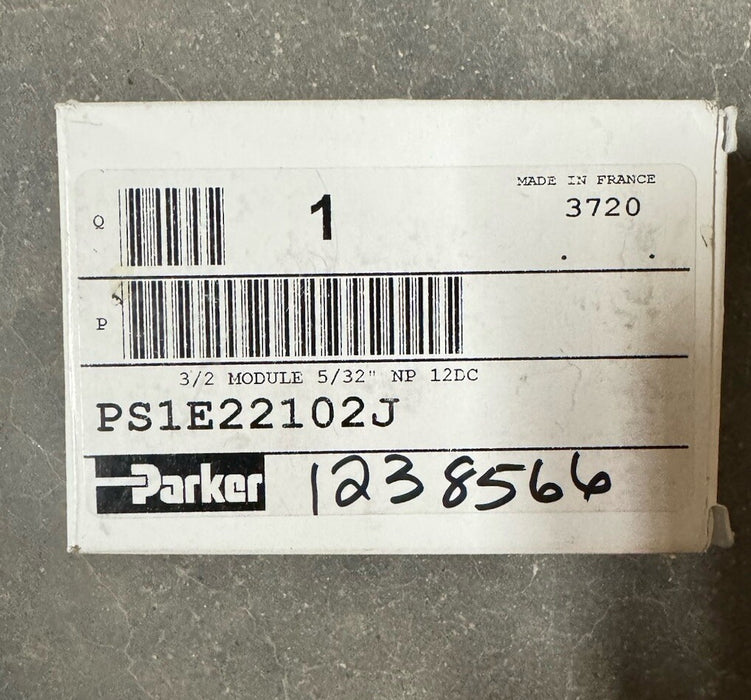 Q
1
MADE IN FRANCE
3720
P
3/2 MODULE 5/32" NP 12DC
PS1E22102J
Parker
1238566